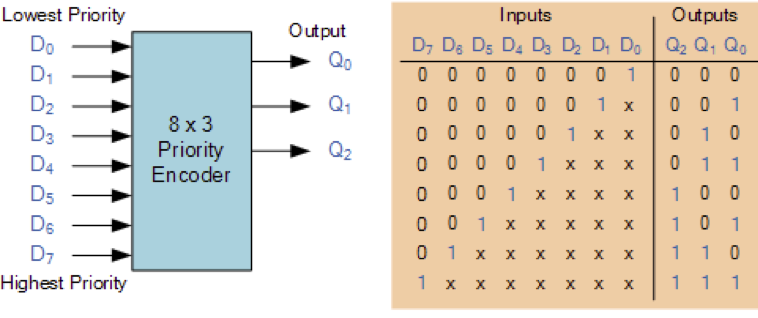 Lowest Priority
D0
D1
D2
D3
D4
D5
D6
D7
Highest Priority
8 x 3
Priority
Encoder
Output
Q0
Q1
Q2
Inputs Outputs
D7 D6 D5 D4 D3 D2 D1 D0 Q2 Q1 Q0
0 0 0 0 0 0 0 1 0 0 0
0 0 0 0 0 0 1 x 0 0 1
0 0 0 0 0 1 x x 0 1 0
0 0 0 0 1 x x x 0 1 1
0 0 0 1 x x x x 1 0 0
0 0 1 x x x x x 1 0 1
0 1 x x x x x x 1 1 0
1 x x x x x x x 1 1 1